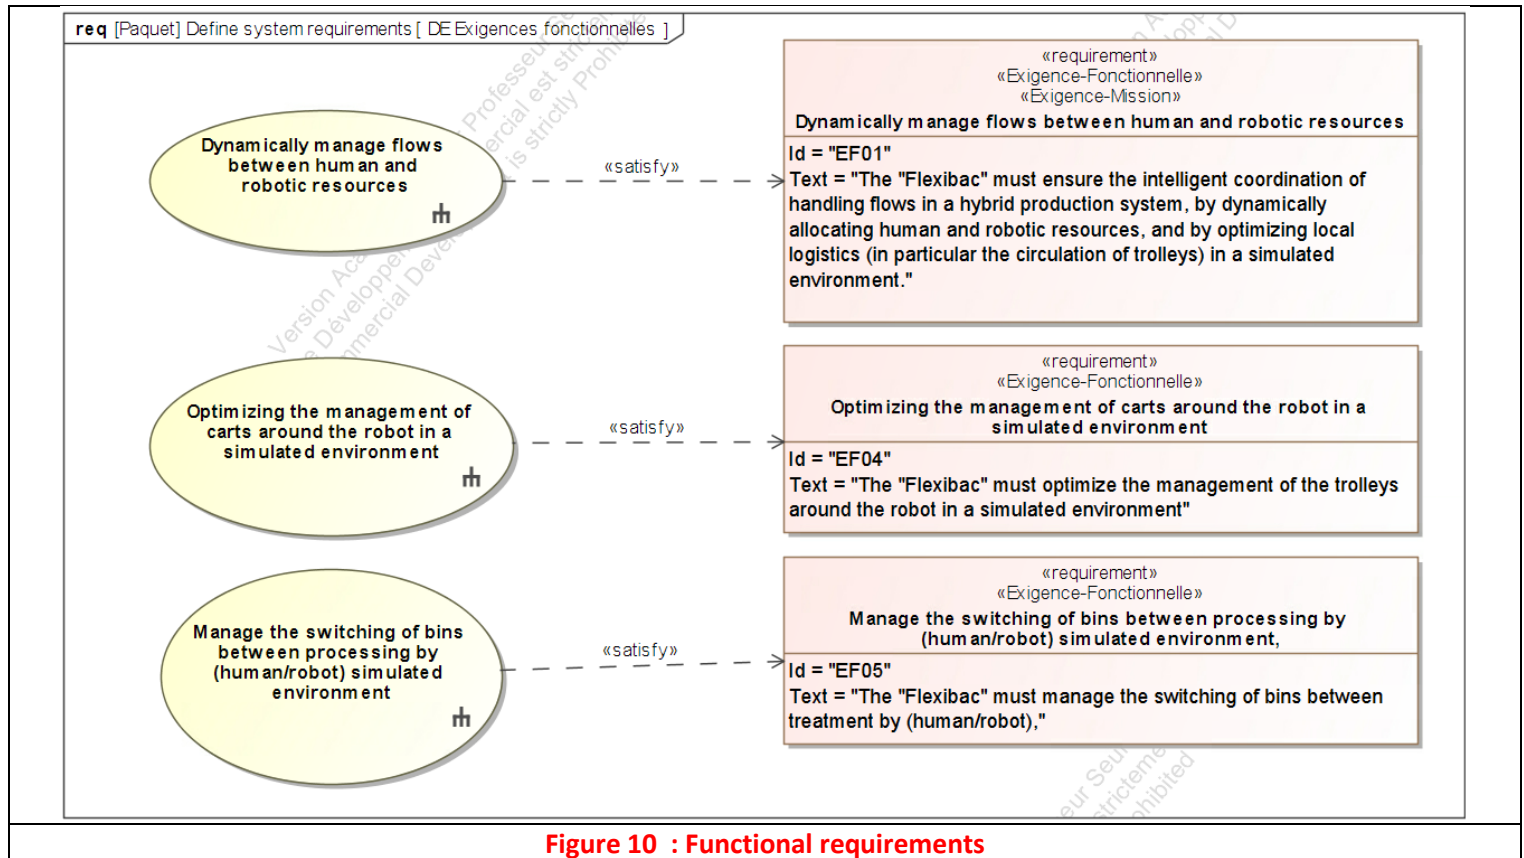 req [Paquet] Define system requirements [ DE Exigences fonctionnelles ]
Dynamically manage flows
between human and
robotic resources
«satisfy»
«requirement»
«Exigence-Fonctionnelle»
«Exigence-Mission»
Dynamically manage flows between human and robotic resources
Id = "EF01"
Text = "The "Flexibac" must ensure the intelligent coordination of
handling flows in a hybrid production system, by dynamically
allocating human and robotic resources, and by optimizing local
logistics (in particular the circulation of trolleys) in a simulated
environment."
Optimizing the management of
carts around the robot in a
simulated environment
«satisfy»
«requirement»
«Exigence-Fonctionnelle»
Optimizing the management of carts around the robot in a
simulated environment
Id = "EF04"
Text = "The "Flexibac" must optimize the management of the trolleys
around the robot in a simulated environment"
Manage the switching of bins
between processing by
(human/robot) simulated
environment
«satisfy»
«requirement»
«Exigence-Fonctionnelle»
Manage the switching of bins between processing by
(human/robot) simulated environment,
Id = "EF05"
Text = "The "Flexibac" must manage the switching of bins between
treatment by (human/robot),"
Figure 10 : Functional requirements